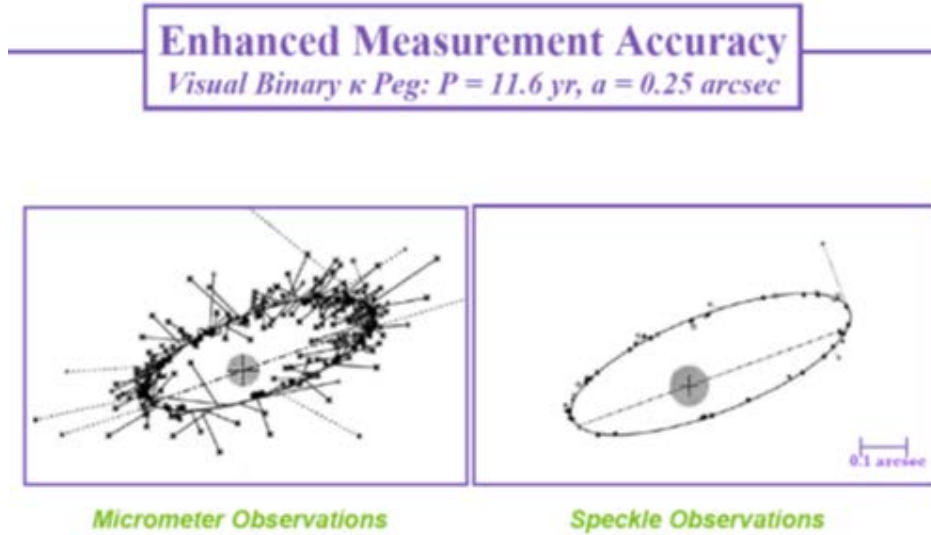 Enhanced Measurement Accuracy
Visual Binary κ Peg: P = 11.6 yr, a = 0.25 arcsec
0.1 arcsec
Micrometer Observations
Speckle Observations